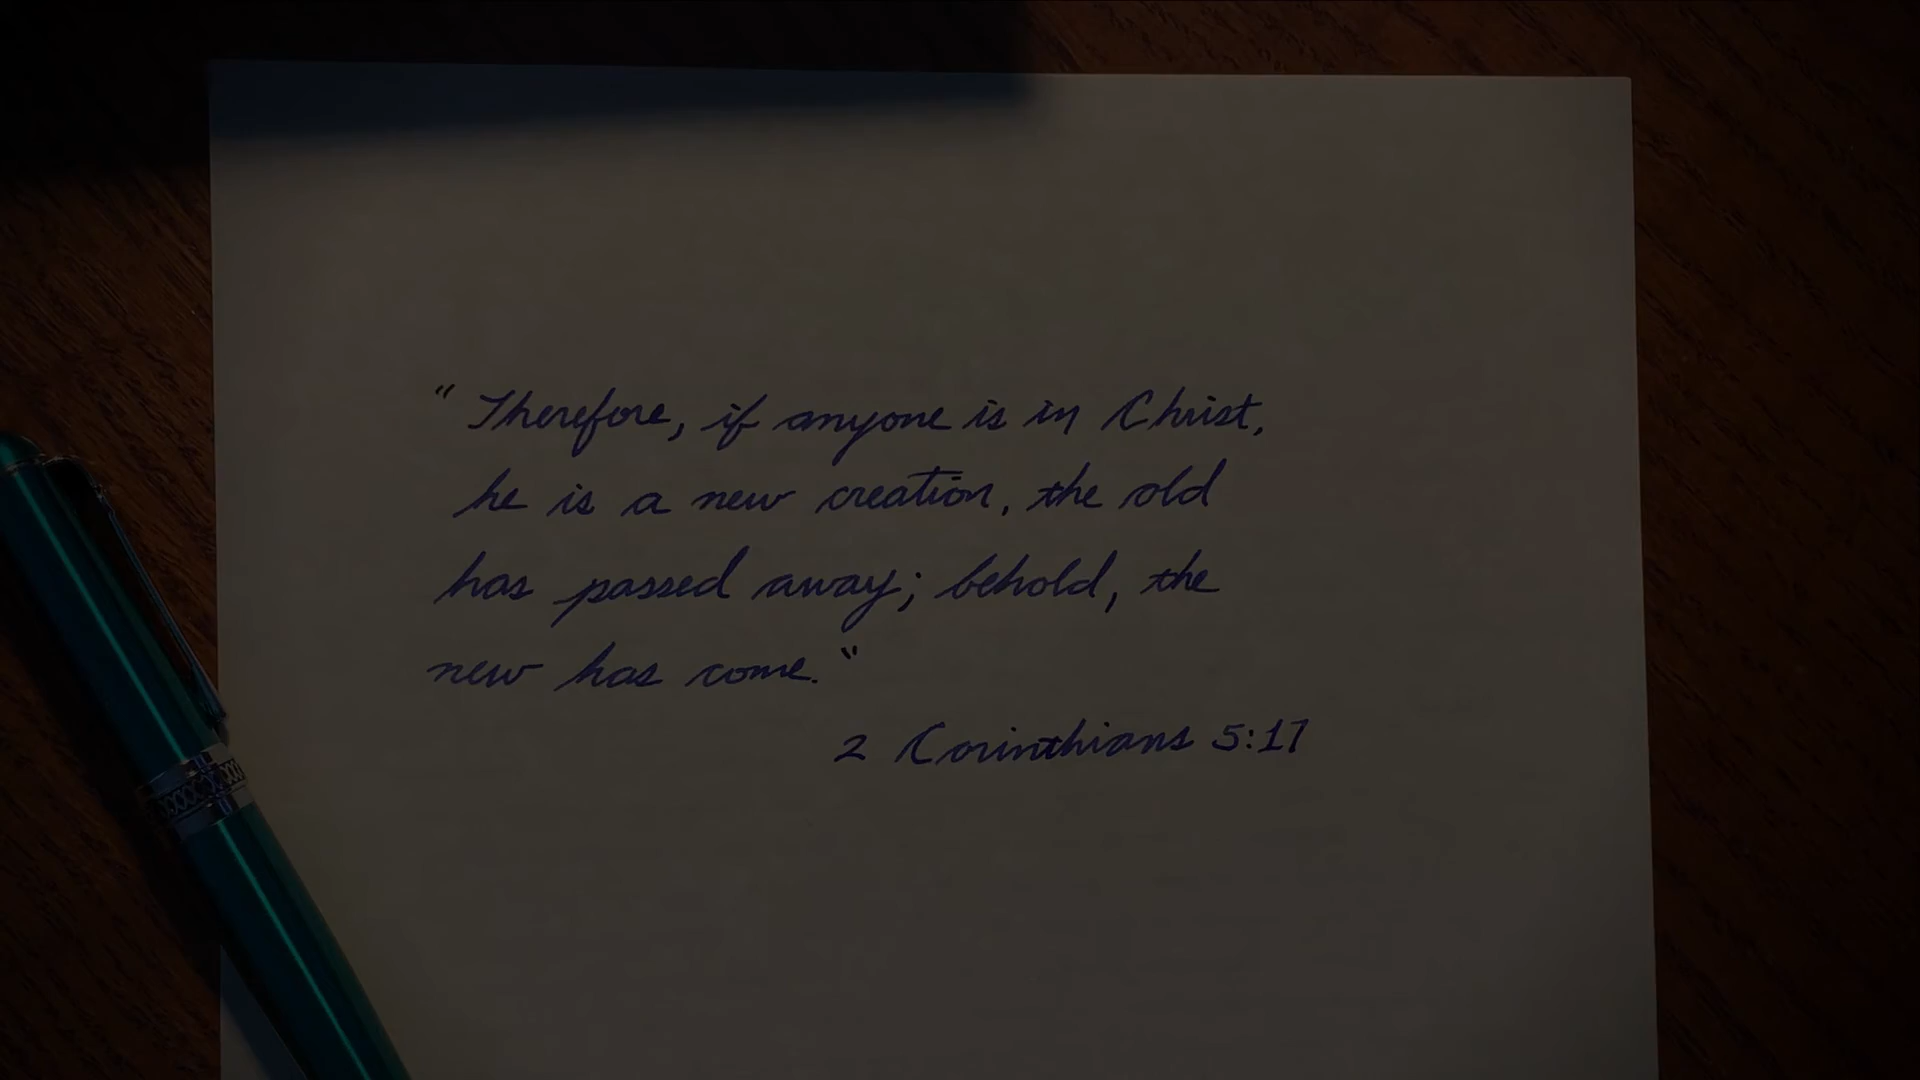 “Therefore, if anyone is in Christ,
he is a new creation, the old
has passed away; behold, the
new has come.“
2 Corinthians 5:17